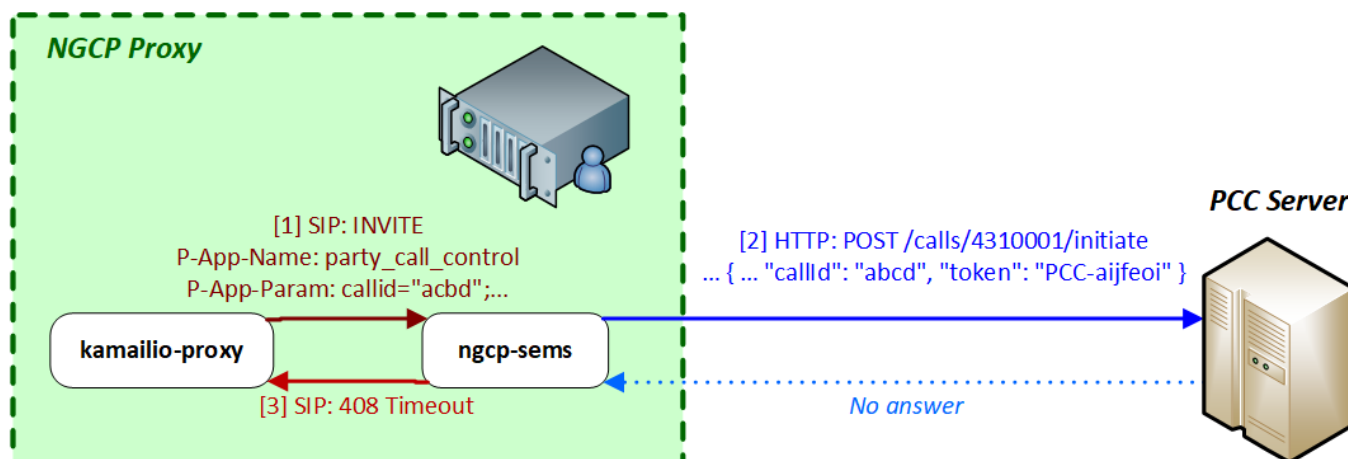 NGCP Proxy
[1] SIP: INVITE
P-App-Name: party_call_control
P-App-Param: callid="acbd";...
kamailio-proxy
ngcp-sems
[3] SIP: 408 Timeout
PCC Server
[2] HTTP: POST /calls/4310001/initiate
... { ... "callId": "abcd", "token": "PCC-aijfeoi" }
No answer